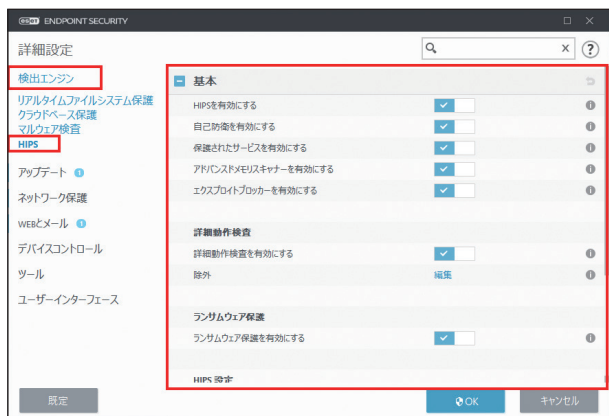 eset ENDPOINT SECURITY
詳細設定
検出エンジン
リアルタイムファイルシステム保護
クラウドベース保護
マルウェア検査
HIPS
アップデート 1
ネットワーク保護
WEBとメール 1
デバイスコントロール
ツール
ユーザーインターフェース
基本
HIPSを有効にする
自己防衛を有効にする
保護されたサービスを有効にする
アドバンスドメモリスキャナーを有効にする
エクスプロイトブロッカーを有効にする
詳細動作検査
詳細動作検査を有効にする
除外 編集
ランサムウェア保護
ランサムウェア保護を有効にする
HIPS 設定
既定
OK
キャンセル